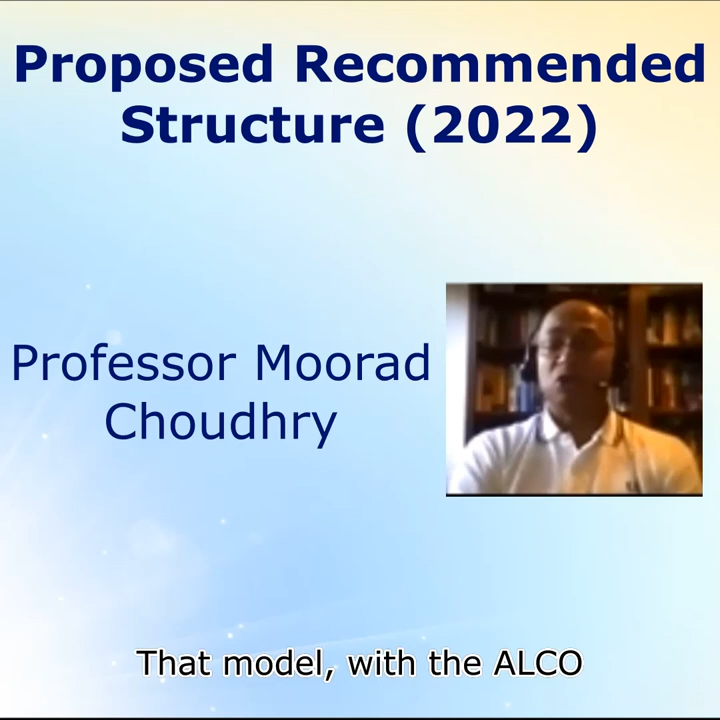 Proposed Recommended
Structure (2022)
Professor Moorad
Choudhry
That model, with the ALCO